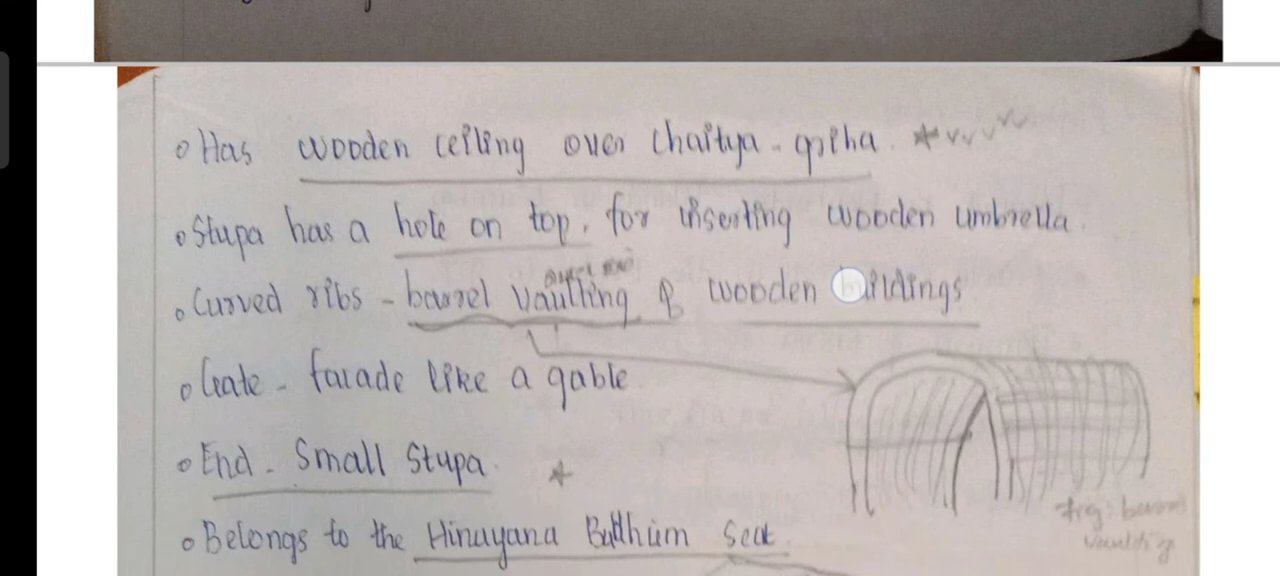 Has wooden ceiling over Chaitya - griha
Stupa has a hole on top, for inserting wooden umbrella.
Curved ribs - barrel vaulting & wooden buildings
Gate - facade like a gable
End - Small Stupa.
Belongs to the Hinayana Buddhism Sect
fig: barrel
vaulting